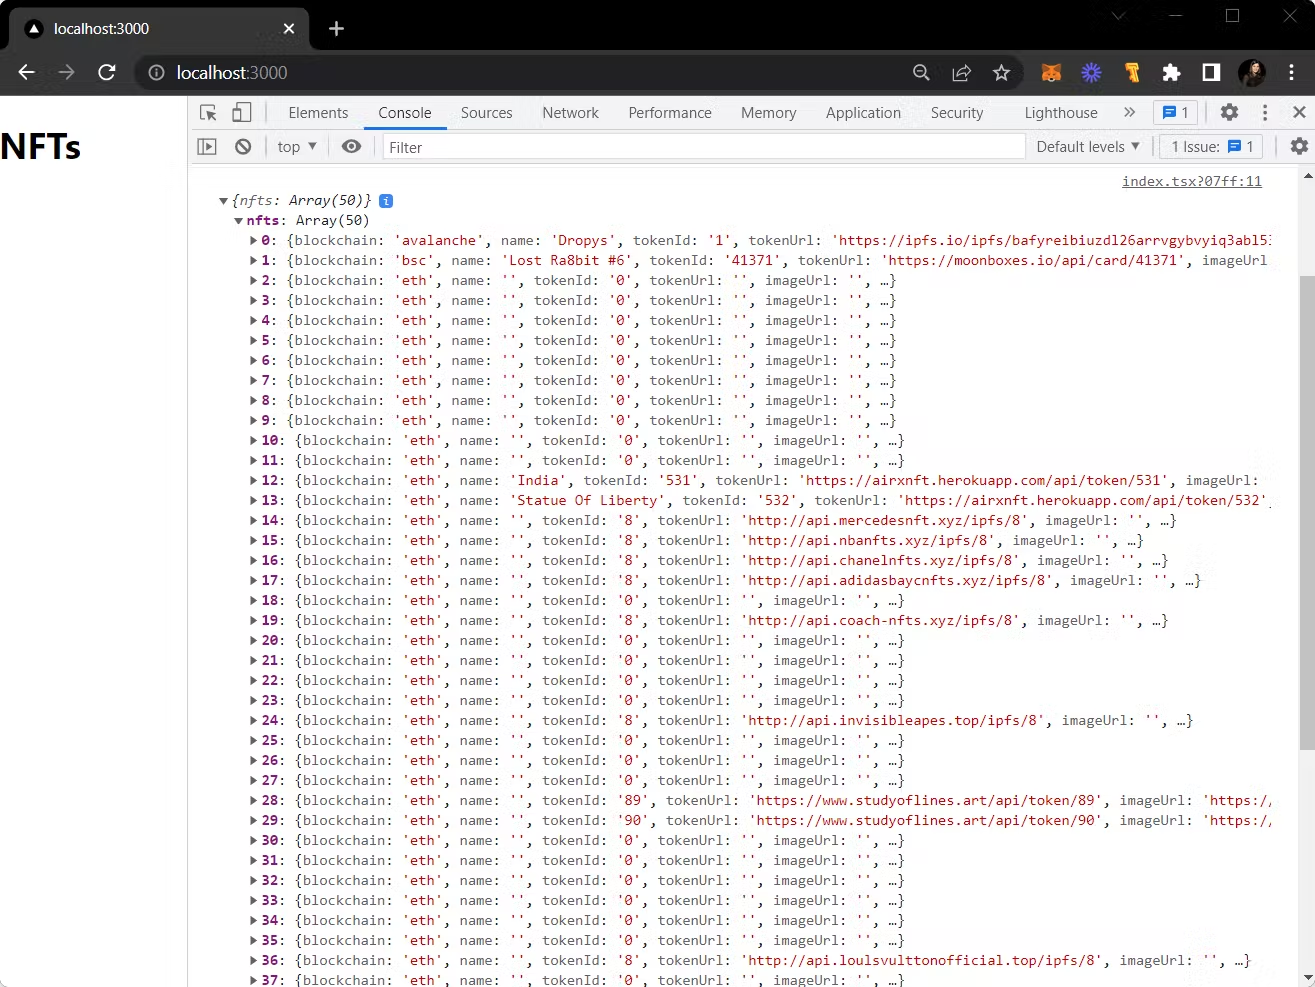 localhost:3000
localhost:3000
NFTs
Elements Console Sources Network Performance Memory Application Security Lighthouse 1
top Filter Default levels 1 Issue: 1
index.tsx?07ff:11
{nfts: Array(50)}
nfts: Array(50)
0: {blockchain: 'avalanche', name: 'Dropys', tokenId: '1', tokenUrl: 'https://ipfs.io/ipfs/bafyreibiuzdl26arrvgybvyiq3abl53
1: {blockchain: 'bsc', name: 'Lost Ra8bit #6', tokenId: '41371', tokenUrl: 'https://moonboxes.io/api/card/41371', imageUrl
2: {blockchain: 'eth', name: '', tokenId: '0', tokenUrl: '', imageUrl: '', …}
3: {blockchain: 'eth', name: '', tokenId: '0', tokenUrl: '', imageUrl: '', …}
4: {blockchain: 'eth', name: '', tokenId: '0', tokenUrl: '', imageUrl: '', …}
5: {blockchain: 'eth', name: '', tokenId: '0', tokenUrl: '', imageUrl: '', …}
6: {blockchain: 'eth', name: '', tokenId: '0', tokenUrl: '', imageUrl: '', …}
7: {blockchain: 'eth', name: '', tokenId: '0', tokenUrl: '', imageUrl: '', …}
8: {blockchain: 'eth', name: '', tokenId: '0', tokenUrl: '', imageUrl: '', …}
9: {blockchain: 'eth', name: '', tokenId: '0', tokenUrl: '', imageUrl: '', …}
10: {blockchain: 'eth', name: '', tokenId: '0', tokenUrl: '', imageUrl: '', …}
11: {blockchain: 'eth', name: '', tokenId: '0', tokenUrl: '', imageUrl: '', …}
12: {blockchain: 'eth', name: 'India', tokenId: '531', tokenUrl: 'https://airxnft.herokuapp.com/api/token/531', imageUrl:
13: {blockchain: 'eth', name: 'Statue Of Liberty', tokenId: '532', tokenUrl: 'https://airxnft.herokuapp.com/api/token/532'
14: {blockchain: 'eth', name: '', tokenId: '8', tokenUrl: 'http://api.mercedesnft.xyz/ipfs/8', imageUrl: '', …}
15: {blockchain: 'eth', name: '', tokenId: '8', tokenUrl: 'http://api.nbanfts.xyz/ipfs/8', imageUrl: '', …}
16: {blockchain: 'eth', name: '', tokenId: '8', tokenUrl: 'http://api.chanelnfts.xyz/ipfs/8', imageUrl: '', …}
17: {blockchain: 'eth', name: '', tokenId: '8', tokenUrl: 'http://api.adidasbaycnfts.xyz/ipfs/8', imageUrl: '', …}
18: {blockchain: 'eth', name: '', tokenId: '0', tokenUrl: '', imageUrl: '', …}
19: {blockchain: 'eth', name: '', tokenId: '8', tokenUrl: 'http://api.coach-nfts.xyz/ipfs/8', imageUrl: '', …}
20: {blockchain: 'eth', name: '', tokenId: '0', tokenUrl: '', imageUrl: '', …}
21: {blockchain: 'eth', name: '', tokenId: '0', tokenUrl: '', imageUrl: '', …}
22: {blockchain: 'eth', name: '', tokenId: '0', tokenUrl: '', imageUrl: '', …}
23: {blockchain: 'eth', name: '', tokenId: '0', tokenUrl: '', imageUrl: '', …}
24: {blockchain: 'eth', name: '', tokenId: '8', tokenUrl: 'http://api.invisibleapes.top/ipfs/8', imageUrl: '', …}
25: {blockchain: 'eth', name: '', tokenId: '0', tokenUrl: '', imageUrl: '', …}
26: {blockchain: 'eth', name: '', tokenId: '0', tokenUrl: '', imageUrl: '', …}
27: {blockchain: 'eth', name: '', tokenId: '0', tokenUrl: '', imageUrl: '', …}
28: {blockchain: 'eth', name: '', tokenId: '89', tokenUrl: 'https://www.studyoflines.art/api/token/89', imageUrl: 'https:/
29: {blockchain: 'eth', name: '', tokenId: '90', tokenUrl: 'https://www.studyoflines.art/api/token/90', imageUrl: 'https:/
30: {blockchain: 'eth', name: '', tokenId: '0', tokenUrl: '', imageUrl: '', …}
31: {blockchain: 'eth', name: '', tokenId: '0', tokenUrl: '', imageUrl: '', …}
32: {blockchain: 'eth', name: '', tokenId: '0', tokenUrl: '', imageUrl: '', …}
33: {blockchain: 'eth', name: '', tokenId: '0', tokenUrl: '', imageUrl: '', …}
34: {blockchain: 'eth', name: '', tokenId: '0', tokenUrl: '', imageUrl: '', …}
35: {blockchain: 'eth', name: '', tokenId: '0', tokenUrl: '', imageUrl: '', …}
36: {blockchain: 'eth', name: '', tokenId: '8', tokenUrl: 'http://api.loulsvulttonofficial.top/ipfs/8', imageUrl: '', …}
37: {blockchain: 'eth', name: '', tokenId: '0', tokenUrl: '', imageUrl: '', …}